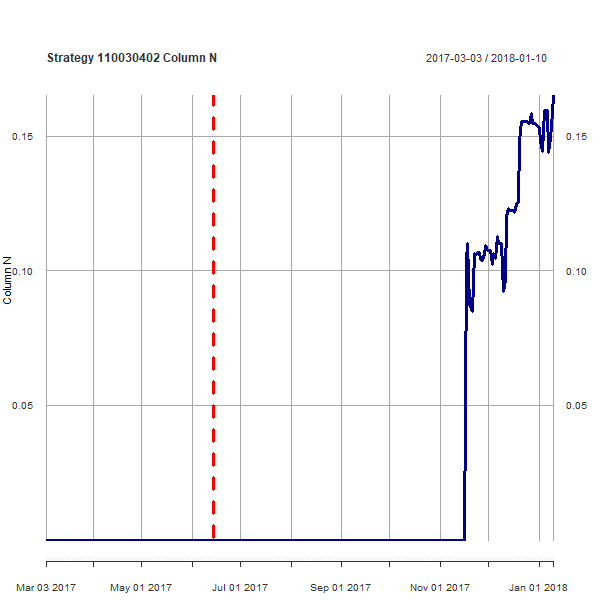 Strategy 110030402 Column N
2017-03-03 / 2018-01-10
0.15
0.15
0.10
0.10
Column N
0.05
0.05
Mar 03 2017
May 01 2017
Jul 01 2017
Sep 01 2017
Nov 01 2017
Jan 01 2018